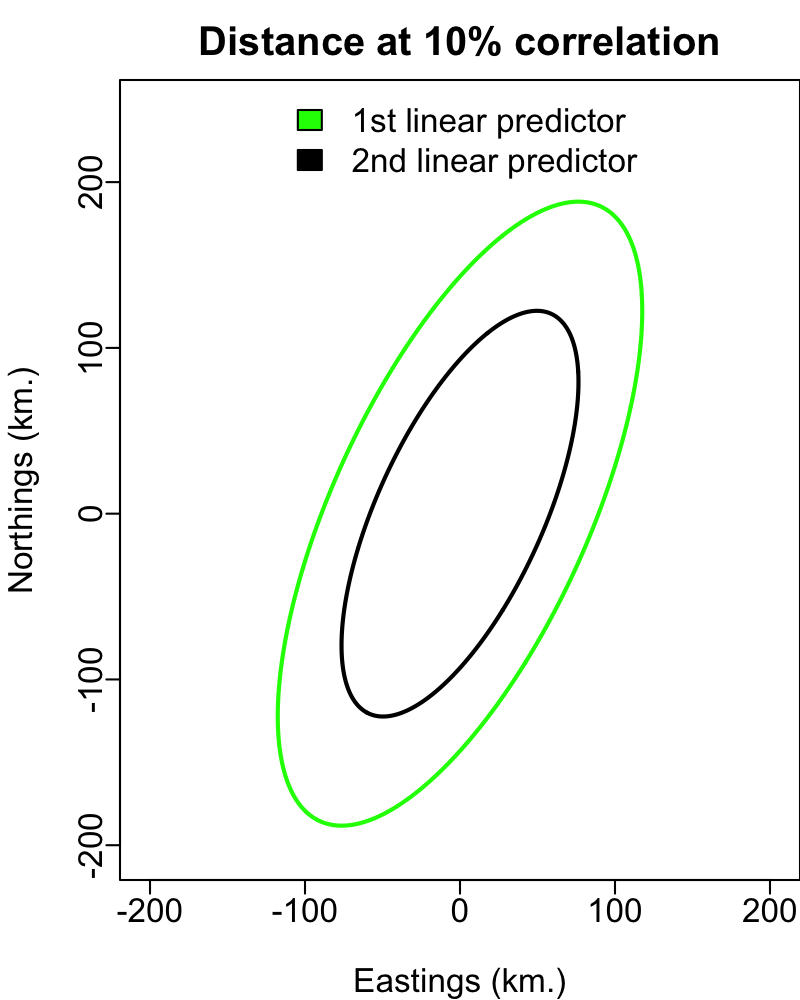 Distance at 10% correlation
1st linear predictor
2nd linear predictor
200
100
0
-100
-200
Northings (km.)
-200 -100 0 100 200
Eastings (km.)